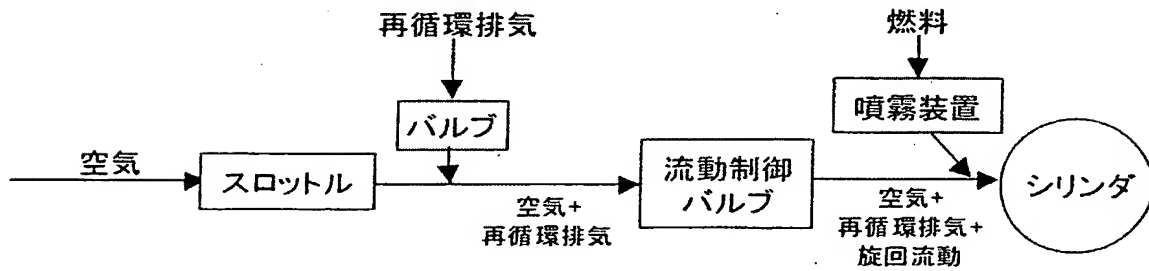 再循環排気
燃料
バルブ
噴霧装置
空気
スロットル
流動制御
バルブ
シリンダ
空気+
再循環排気
空気+
再循環排気+
旋回流動